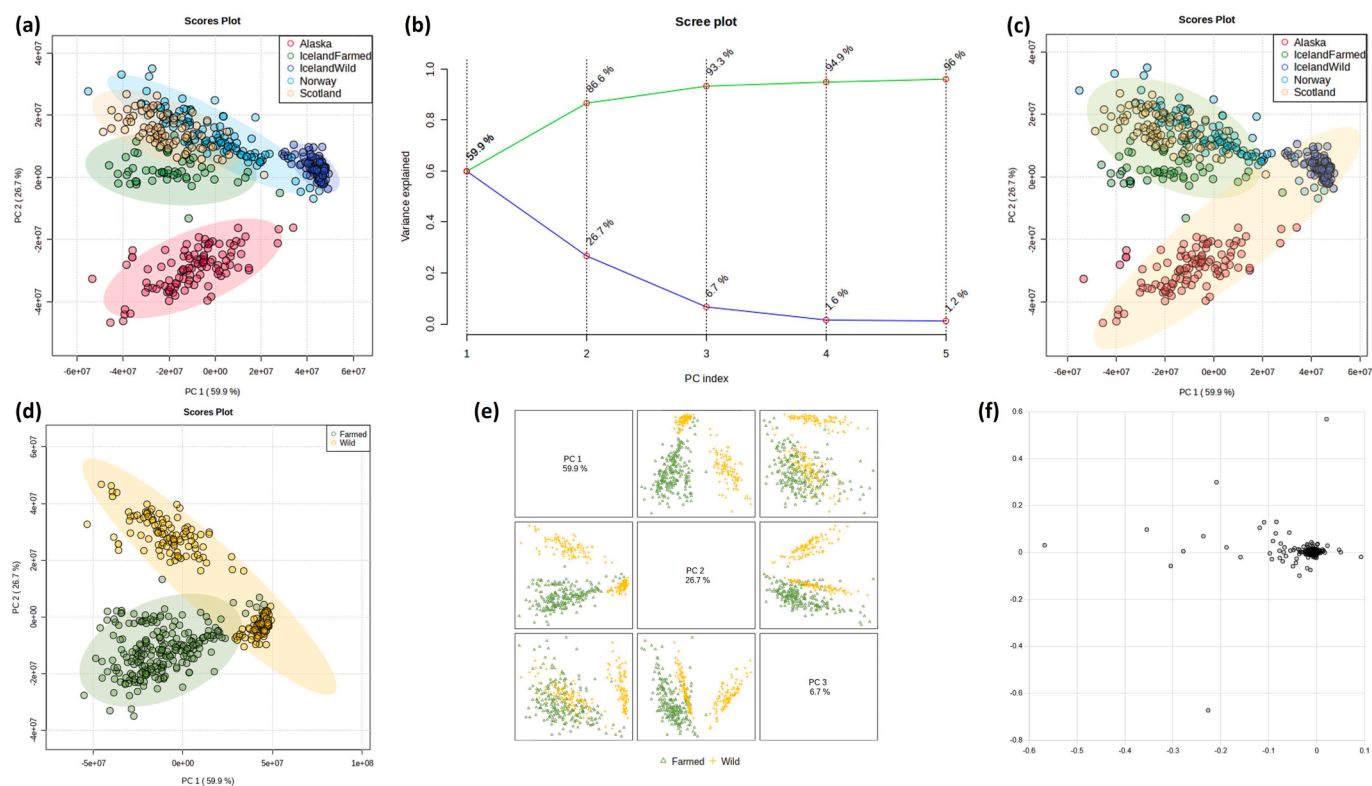 (a)
Scores Plot
Alaska
IcelandFarmed
IcelandWild
Norway
Scotland
4e+07
2e+07
0e+00
-2e+07
-4e+07
PC 2 ( 26.7 %)
-6e+07 -4e+07 -2e+07 0e+00 2e+07 4e+07 6e+07
PC 1 ( 59.9 %)
(b)
Scree plot
59.9 %
86.6 %
93.3 %
94.9 %
96 %
26.7 %
6.7 %
1.6 %
1.2 %
Variance explained
1.0
0.8
0.6
0.4
0.2
0.0
1 2 3 4 5
PC index
(c)
Scores Plot
Alaska
IcelandFarmed
IcelandWild
Norway
Scotland
4e+07
2e+07
0e+00
-2e+07
-4e+07
PC 2 ( 26.7 %)
-6e+07 -4e+07 -2e+07 0e+00 2e+07 4e+07 6e+07
PC 1 ( 59.9 %)
(d)
Scores Plot
Farmed
Wild
6e+07
4e+07
2e+07
0e+00
-2e+07
-4e+07
PC 2 ( 26.7 %)
-5e+07 0e+00 5e+07 1e+08
PC 1 ( 59.9 %)
(e)
PC 1
59.9 %
PC 2
26.7 %
PC 3
6.7 %
Farmed Wild
(f)
0.6
0.4
0.2
0
-0.2
-0.4
-0.6
-0.8
-0.6 -0.5 -0.4 -0.3 -0.2 -0.1 0 0.1